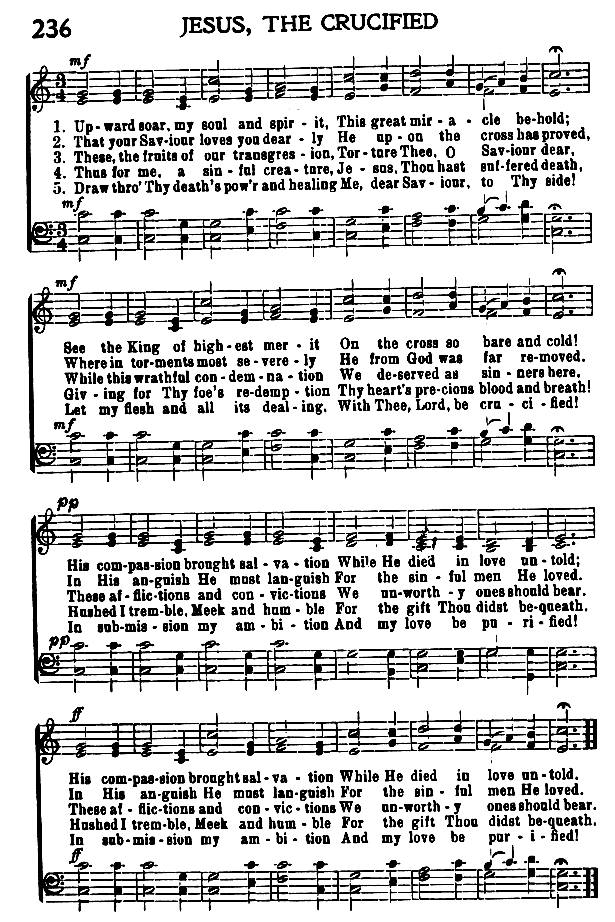 236
JESUS, THE CRUCIFIED
mf
3
4
1. Up-ward soar, my soul and spir - it, This great mir - a - cle be-hold;
2. That your Sav-iour loves you dear - ly He up - on the cross has proved,
3. These, the fruits of our transgres - ion, Tor - ture Thee, O Sav-iour dear,
4. Thus for me, a sin - ful crea - ture, Je - sus, Thou hast suf-fered death,
5. Draw thro' Thy death's pow'r and healing Me, dear Sav - iour, to Thy side!
mf
3
4
mf
See the King of high - est mer - it On the cross so bare and cold!
Where in tor-ments most se - vere - ly He from God was far re-moved.
While this wrathful con - dem - na - tion We de-served as sin - ners here.
Giv - ing for Thy foe's re-demp - tion Thy heart's pre-cious blood and breath!
Let my flesh and all its deal - ing, With Thee, Lord, be cru - ci - fied!
mf
pp
His com-pas-sion brought sal - va - tion While He died in love un-told;
In His an-guish He must lan-guish For the sin - ful men He loved.
These af - flic-tions and con - vic-tions We un-worth - y ones should bear.
Hushed I trem-ble, Meek and hum - ble For the gift Thou didst be-queath,
In sub-mis - sion my am - bi - tion And my love be pu - ri - fied!
pp
ff
His com-pas-sion brought sal - va - tion While He died in love un-told.
In His an-guish He must lan-guish For the sin - ful men He loved.
These af - flic-tions and con - vic - tions We un-worth - y ones should bear.
Hushed I trem-ble, Meek and hum - ble For the gift Thou didst be-queath.
In sub-mis-sion my am - bi - tion And my love be pur - i - fied!
ff